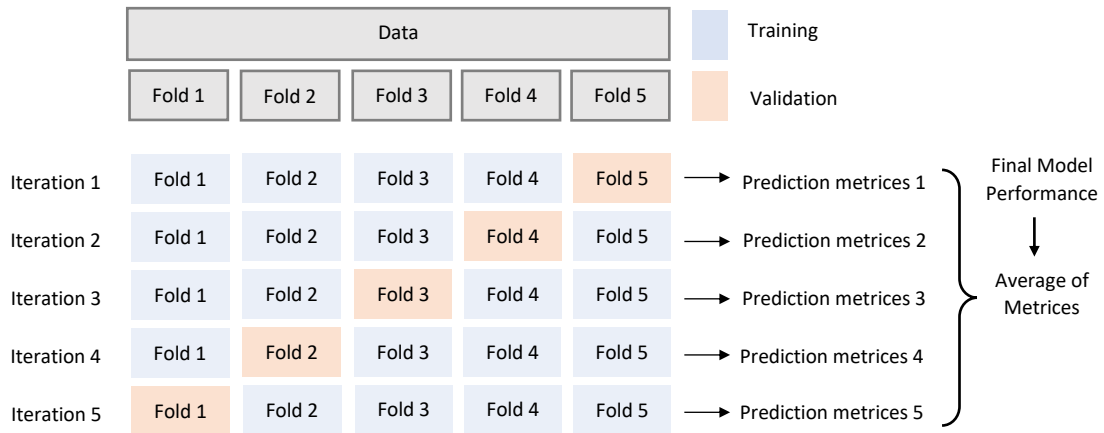 Data
Training
Fold 1 Fold 2 Fold 3 Fold 4 Fold 5
Validation
Iteration 1 Fold 1 Fold 2 Fold 3 Fold 4 Fold 5 Prediction metrices 1
Iteration 2 Fold 1 Fold 2 Fold 3 Fold 4 Fold 5 Prediction metrices 2
Iteration 3 Fold 1 Fold 2 Fold 3 Fold 4 Fold 5 Prediction metrices 3
Iteration 4 Fold 1 Fold 2 Fold 3 Fold 4 Fold 5 Prediction metrices 4
Iteration 5 Fold 1 Fold 2 Fold 3 Fold 4 Fold 5 Prediction metrices 5
Final Model
Performance
Average of
Metrices